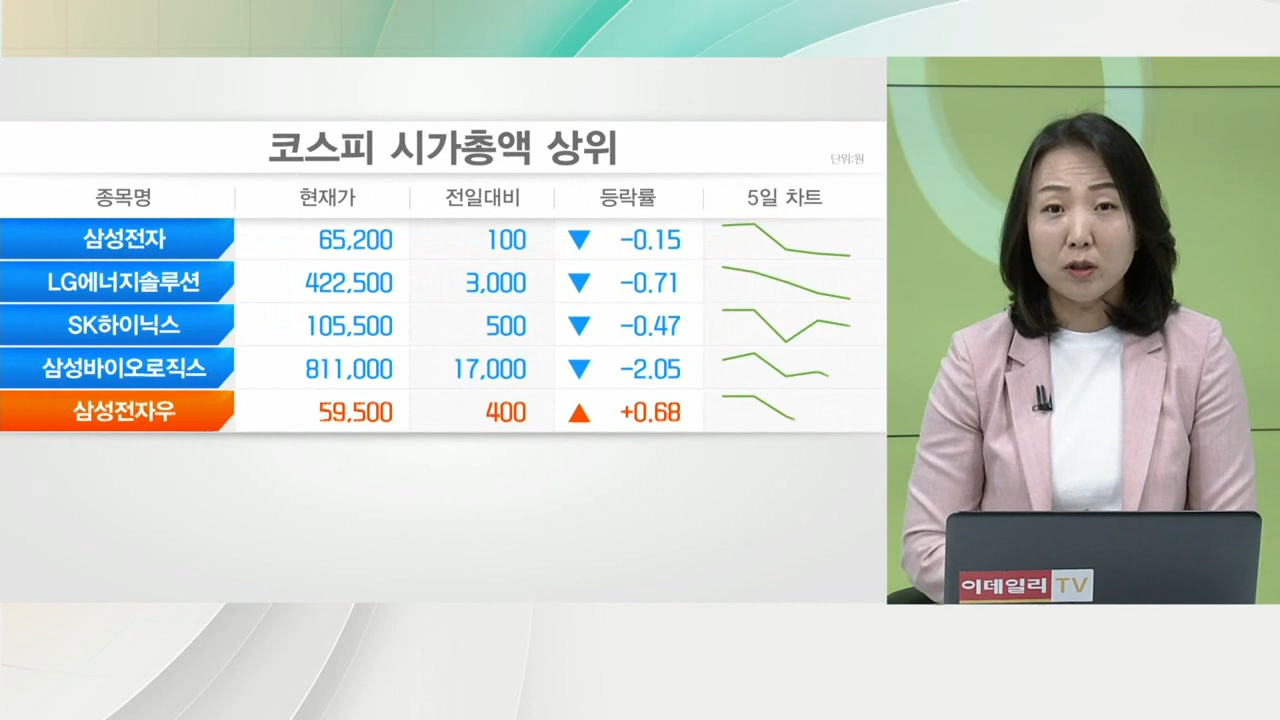 코스피 시가총액 상위
단위:원
종목명 현재가 전일대비 등락률 5일 차트
삼성전자 65,200 100 ▼ -0.15
LG에너지솔루션 422,500 3,000 ▼ -0.71
SK하이닉스 105,500 500 ▼ -0.47
삼성바이오로직스 811,000 17,000 ▼ -2.05
삼성전자우 59,500 400 ▲ +0.68
이데일리 TV